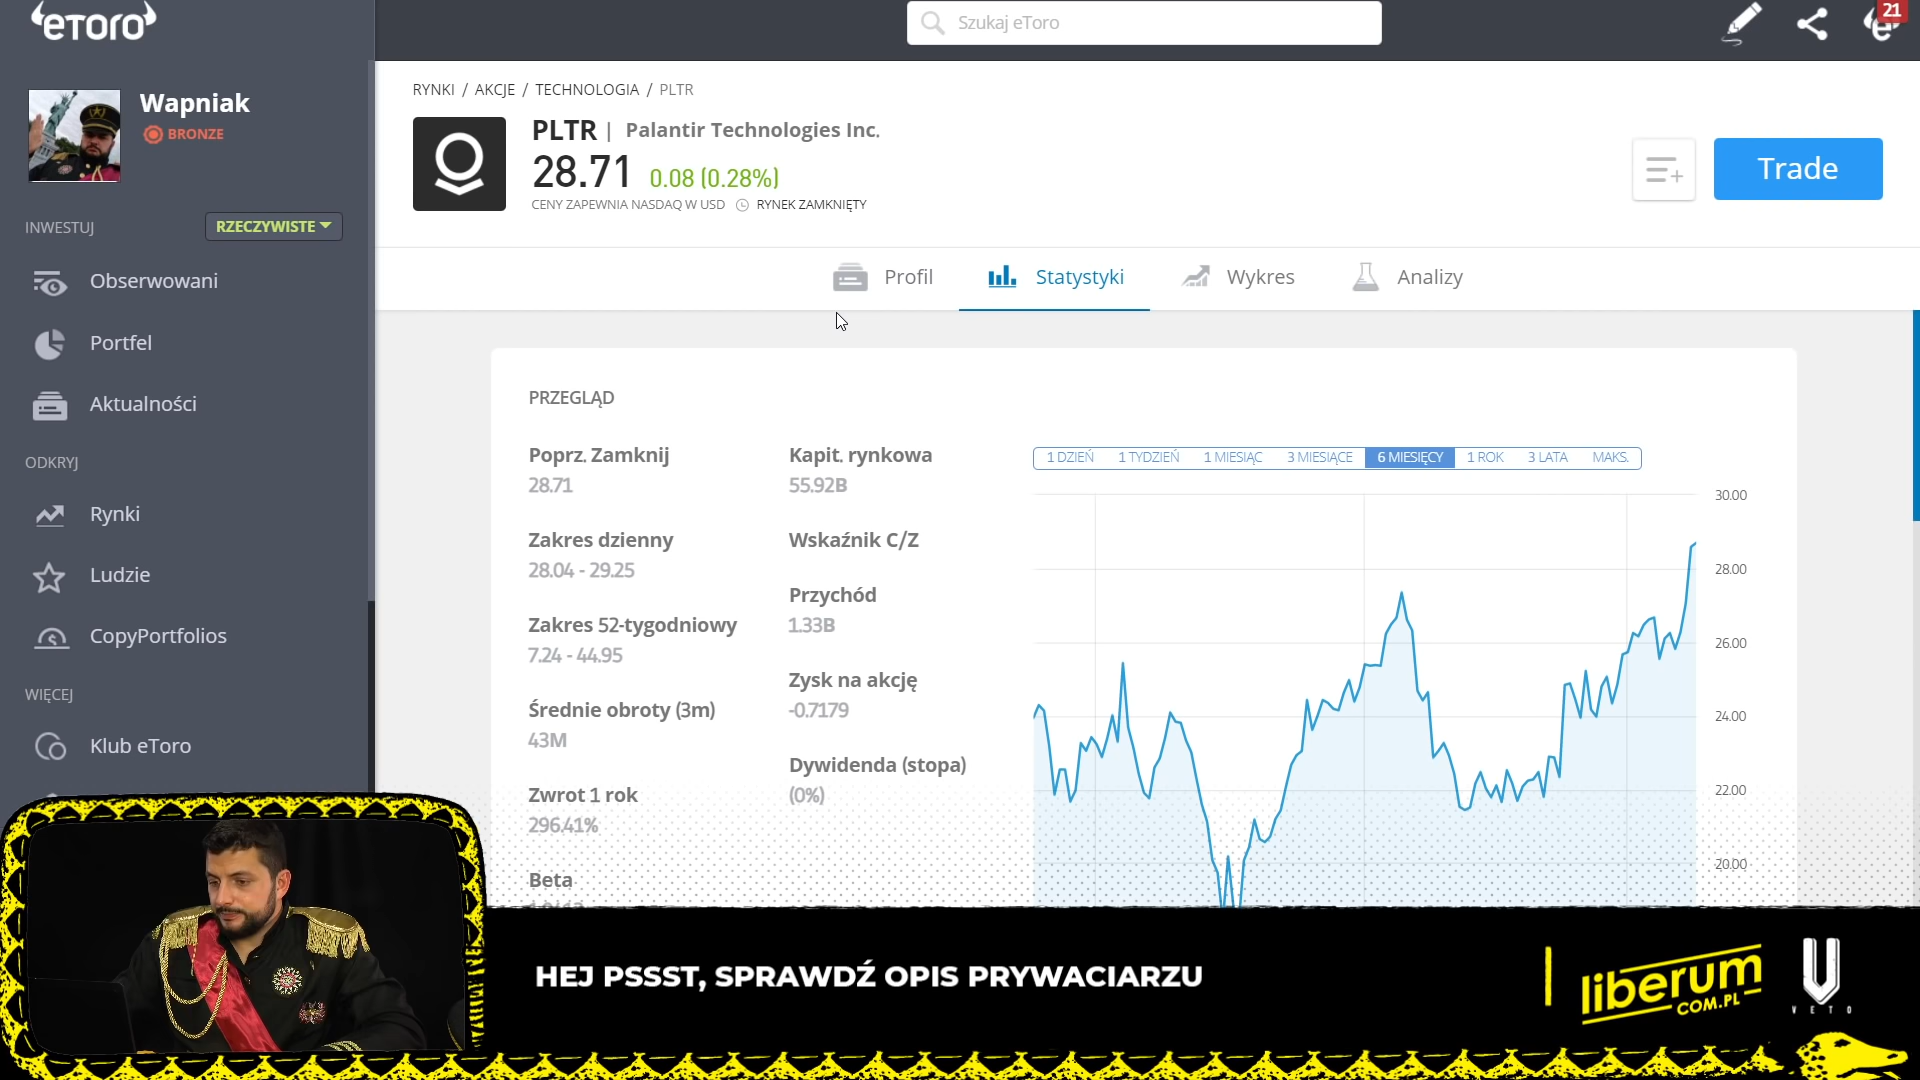 eToro
Szukaj eToro
21
Wapniak
BRONZE
INWESTUJ
RZECZYWISTE
Obserwowani
Portfel
Aktualności
ODKRYJ
Rynki
Ludzie
CopyPortfolios
WIĘCEJ
Klub eToro
RYNKI / AKCJE / TECHNOLOGIA / PLTR
PLTR | Palantir Technologies Inc.
28.71 0.08 (0.28%)
CENY ZAPEWNIA NASDAQ W USD RYNEK ZAMKNIĘTY
Trade
Profil Statystyki Wykres Analizy
PRZEGLĄD
Poprz. Zamknij
28.71
Zakres dzienny
28.04 - 29.25
Zakres 52-tygodniowy
7.24 - 44.95
Średnie obroty (3m)
43M
Zwrot 1 rok
296.41%
Beta
Kapit. rynkowa
55.92B
Wskaźnik C/Z
Przychód
1.33B
Zysk na akcję
-0.7179
Dywidenda (stopa)
(0%)
1 DZIEŃ 1 TYDZIEŃ 1 MIESIĄC 3 MIESIĄCE 6 MIESIĘCY 1 ROK 3 LATA MAKS.
30.00
28.00
26.00
24.00
22.00
20.00
HEJ PSSST, SPRAWDŹ OPIS PRYWACIARZU
liberum
COM.PL
VETO